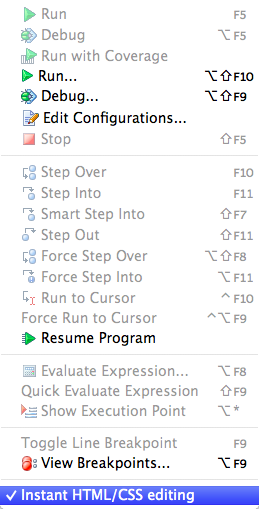 Run F5
Debug ⌥F5
Run with Coverage
Run... ⌥⇧F10
Debug... ⌥⇧F9
Edit Configurations...
Stop ⇧F5
Step Over F10
Step Into F11
Smart Step Into ⇧F7
Step Out ⇧F11
Force Step Over ⌥⇧F8
Force Step Into ⌥F11
Run to Cursor ^F10
Force Run to Cursor ^⌥F9
Resume Program
Evaluate Expression... ⌥F8
Quick Evaluate Expression ⇧F9
Show Execution Point ⌥*
Toggle Line Breakpoint F9
View Breakpoints... ⌥F9
✓ Instant HTML/CSS editing